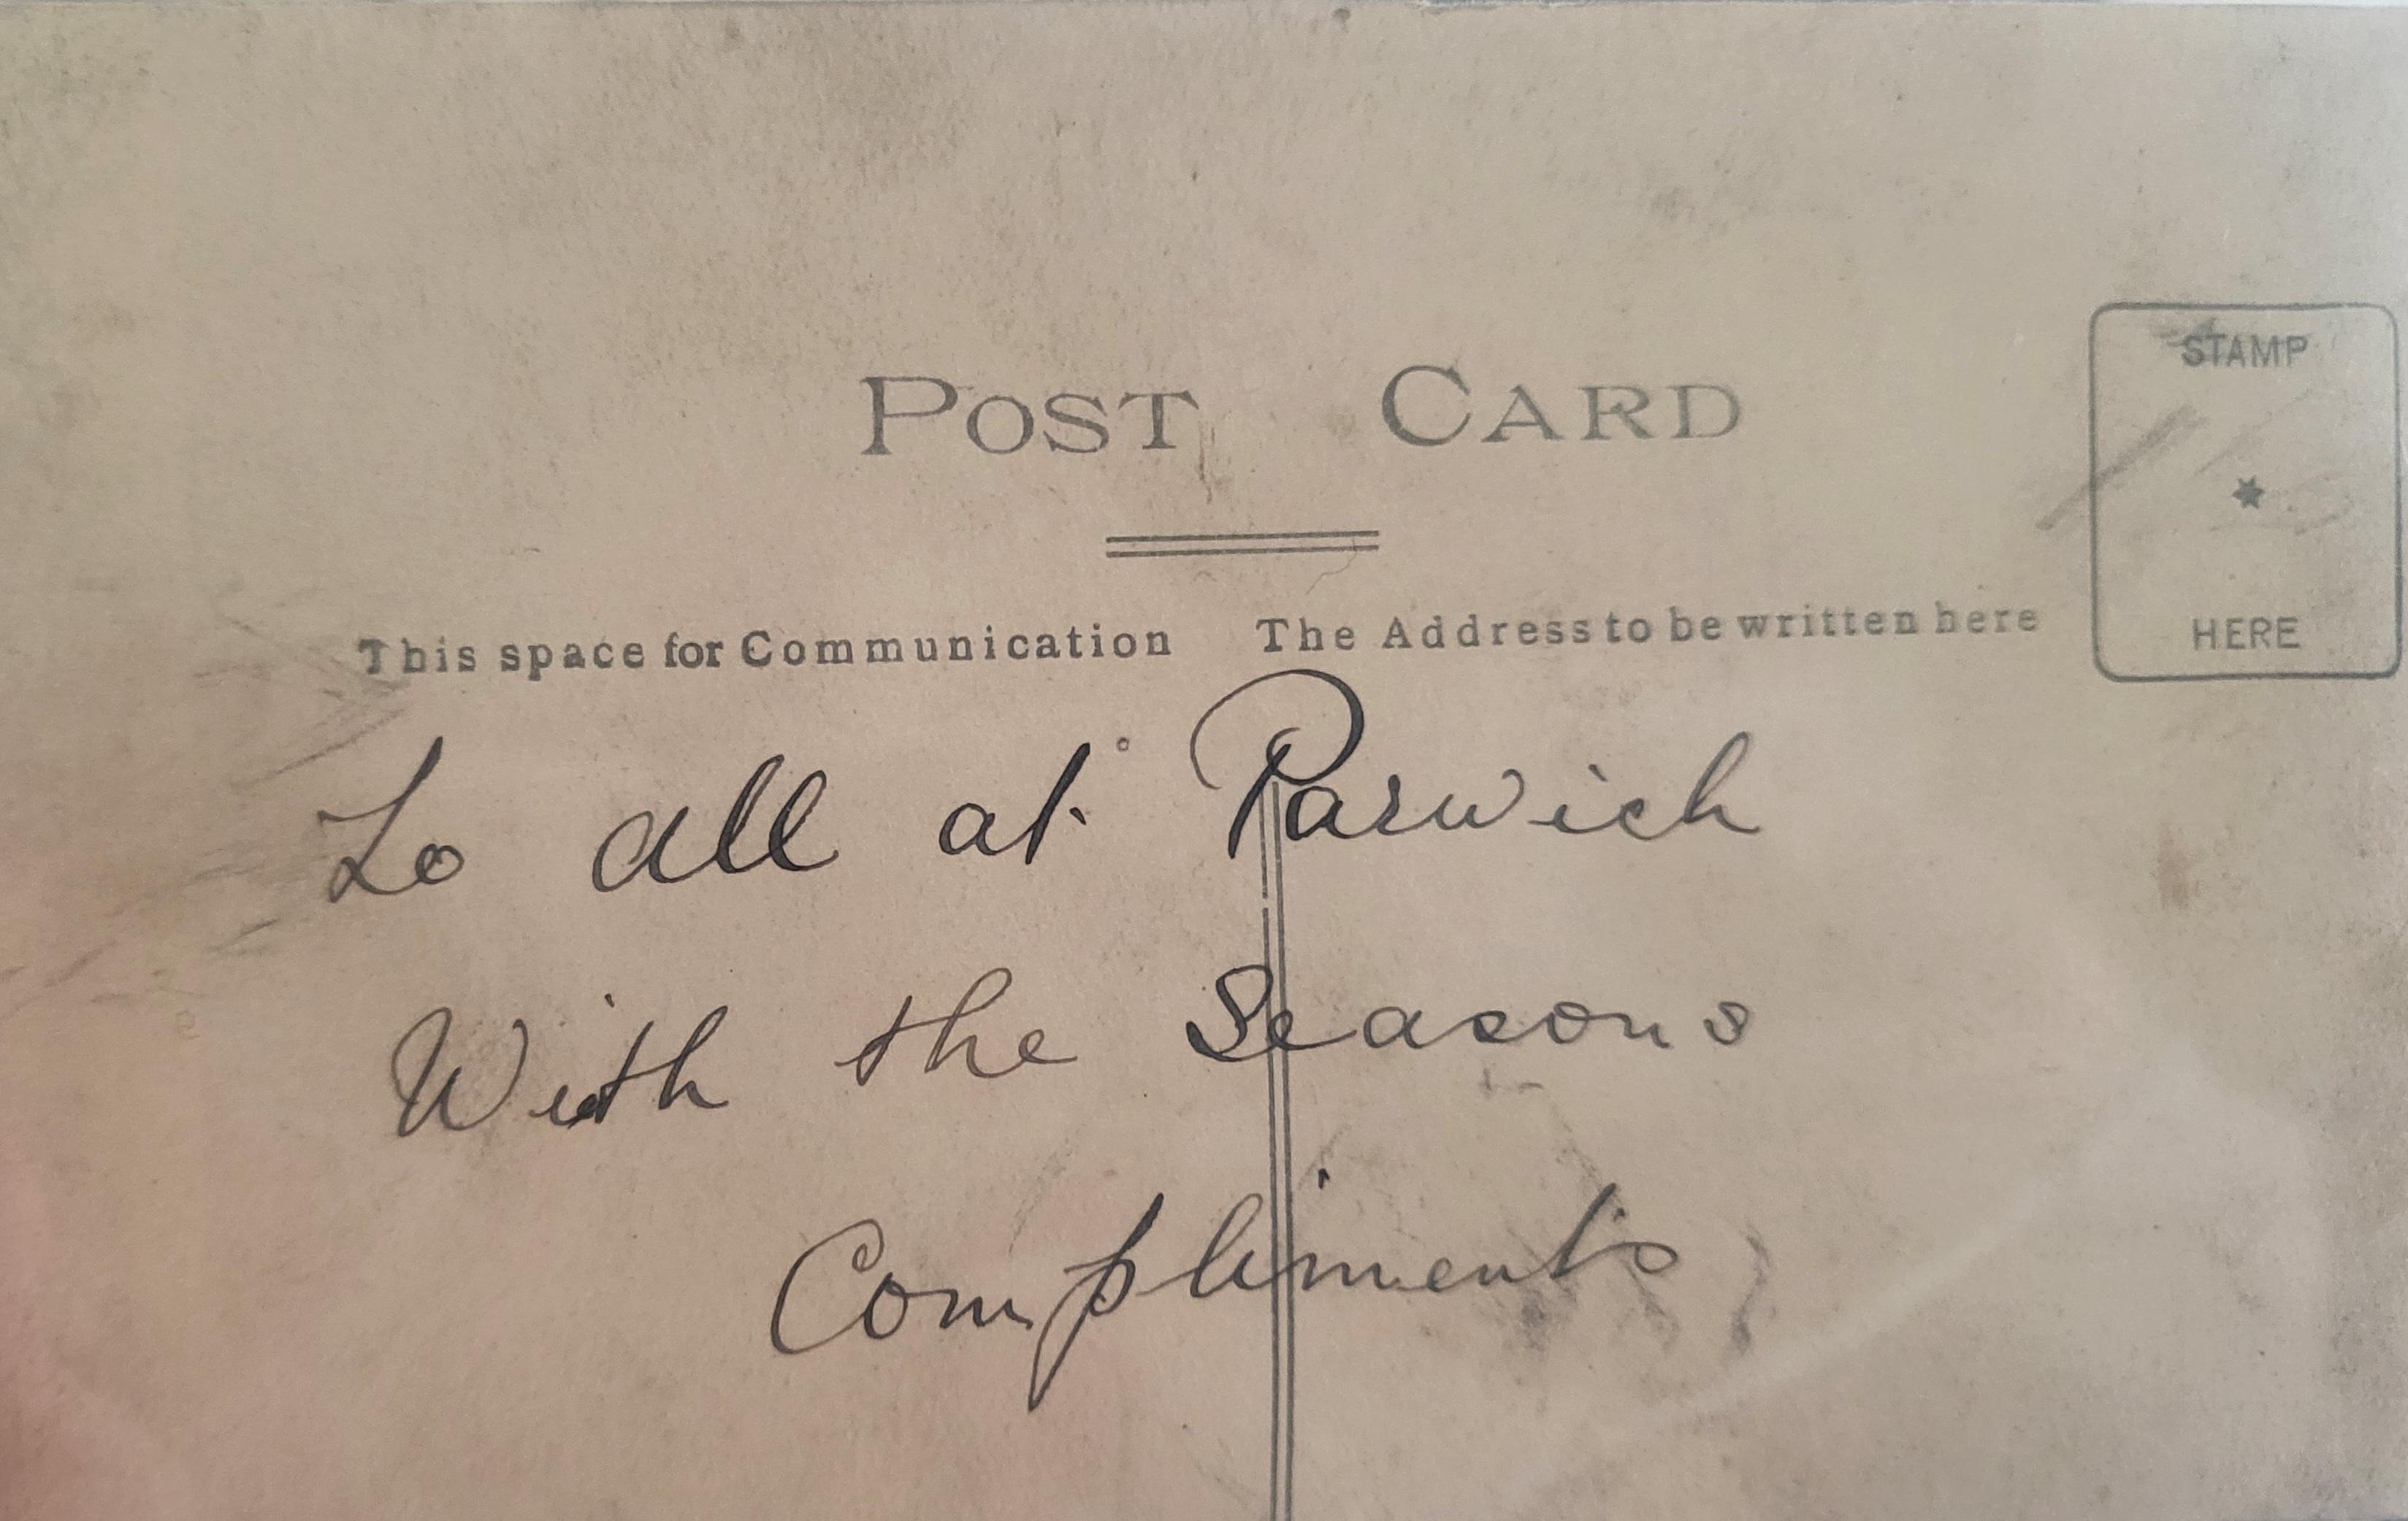 POST CARD
STAMP
*
HERE
This space for Communication The Address to be written here
To all at Parwich
With the Seasons
Compliments